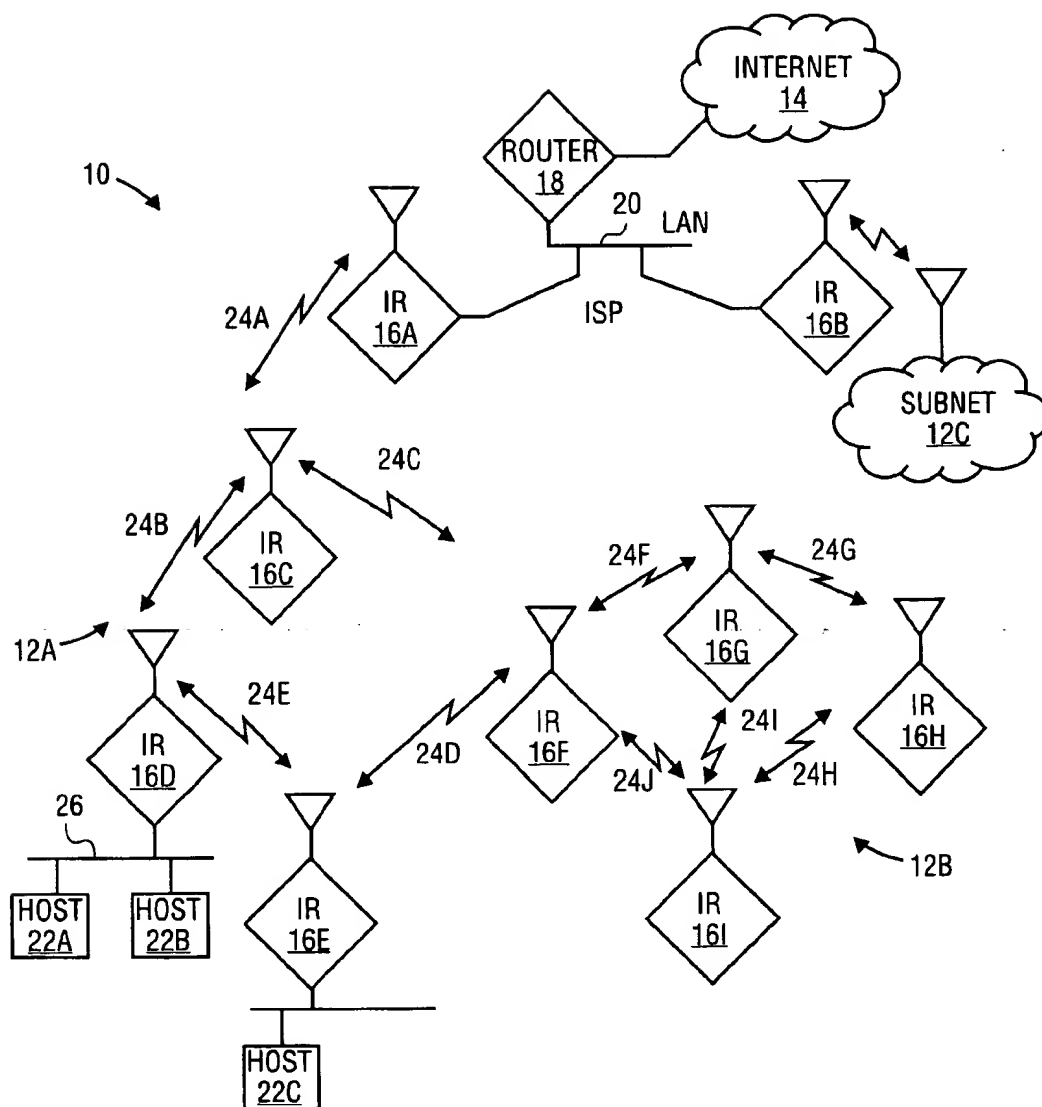 INTERNET
14
ROUTER
18
10
20
LAN
ISP
IR
16A
IR
16B
24A
SUBNET
12C
24C
24B
IR
16C
24F
24G
12A
IR
16G
24E
IR
16D
24D
IR
16F
24I
IR
16H
24J
24H
26
12B
HOST
22A
HOST
22B
IR
16E
IR
16I
HOST
22C